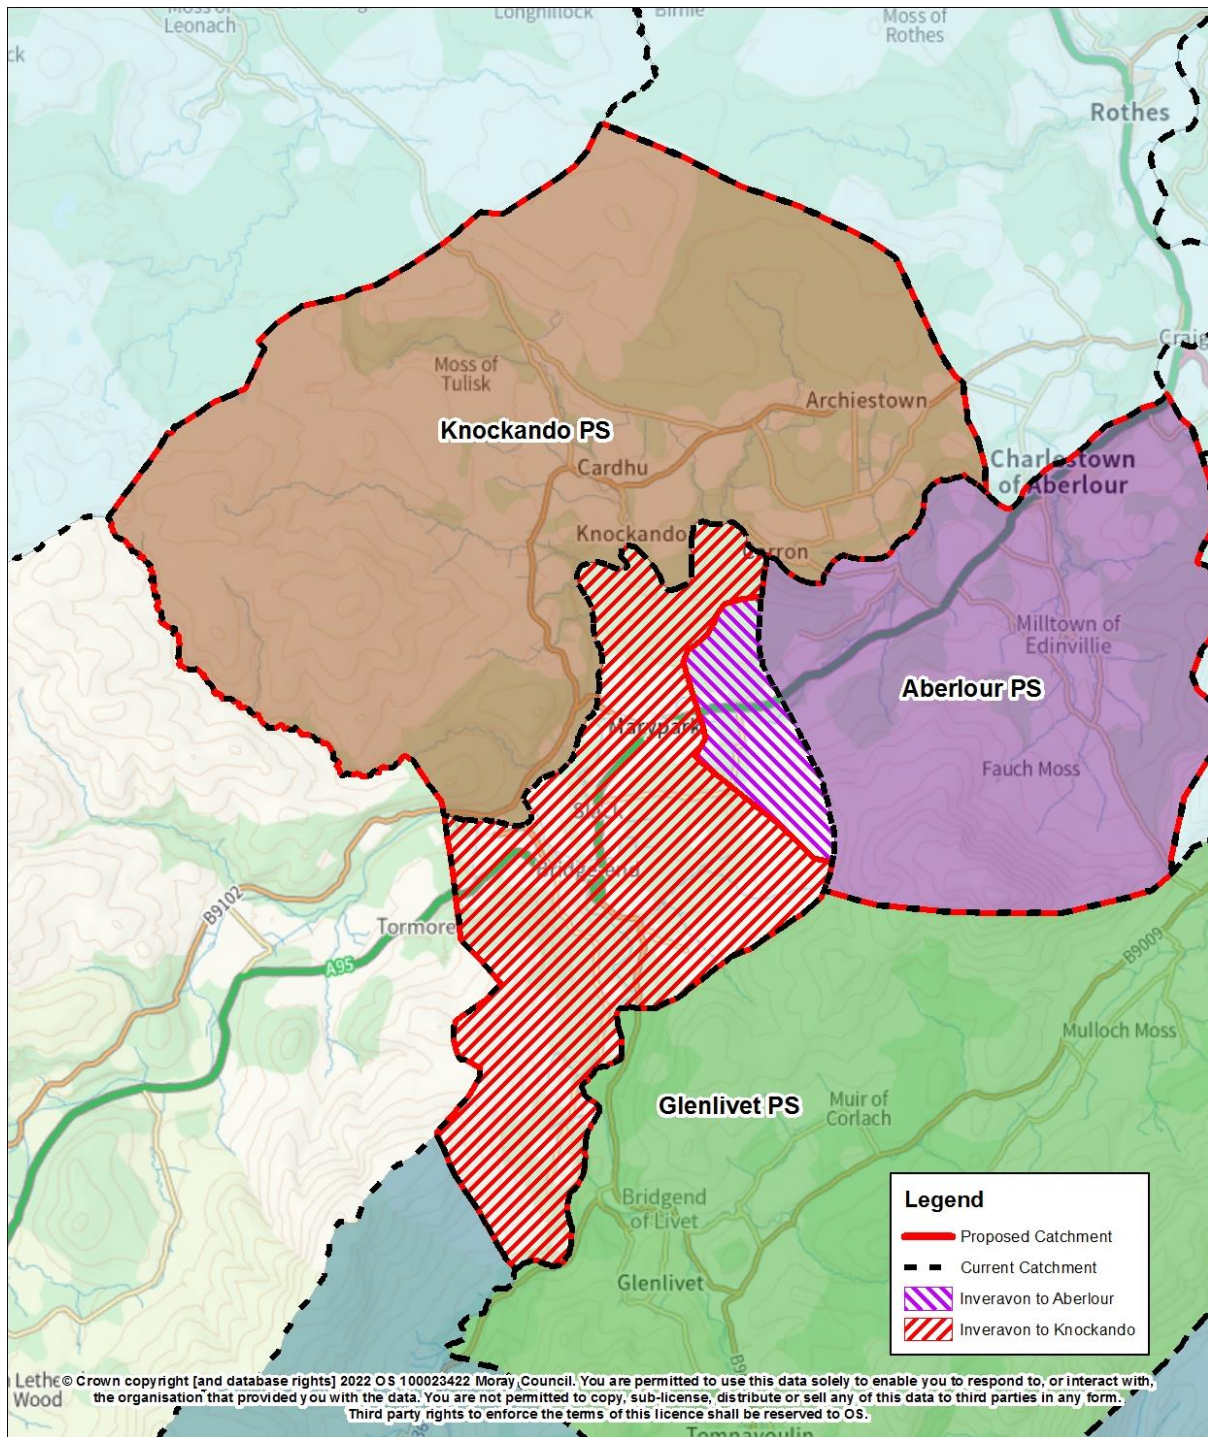 Moss of
Leonach
Longhillock
Birnie
Moss of
Rothes
ck
Rothes
Craig
Moss of
Tulisk
Archiestown
Knockando PS
Cardhu
Charlestown
of Aberlour
Knockando
Carron
Milltown of
Edinvillie
Aberlour PS
Marypark
Fauch Moss
Slack
Bridgend
B9102
Tormore
A95
B9009
Mulloch Moss
Glenlivet PS
Muir of
Corlach
Bridgend
of Livet
Glenlivet
Legend
Proposed Catchment
Current Catchment
Inveravon to Aberlour
Inveravon to Knockando
Lethe
Wood
© Crown copyright [and database rights] 2022 OS 100023422 Moray Council. You are permitted to use this data solely to enable you to respond to, or interact with,
the organisation that provided you with the data. You are not permitted to copy, sub-license, distribute or sell any of this data to third parties in any form.
Third party rights to enforce the terms of this licence shall be reserved to OS.
Tomnavoulin